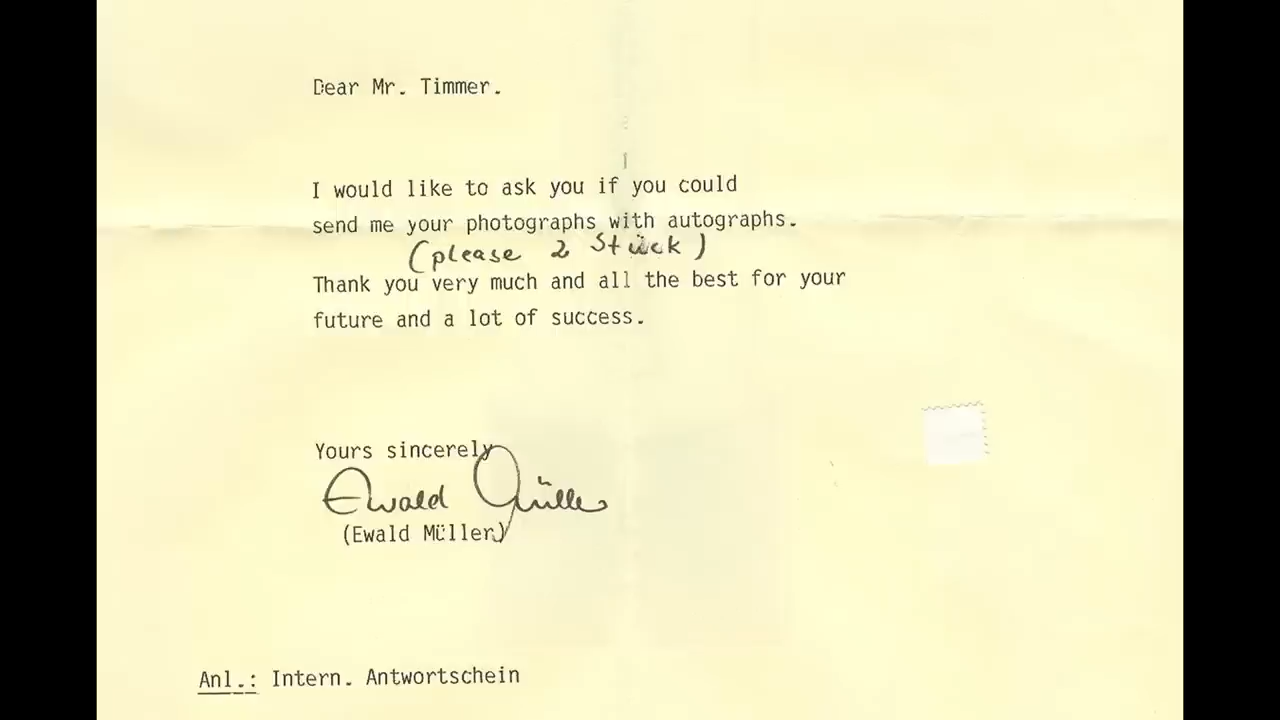 Dear Mr. Timmer.
I would like to ask you if you could
send me your photographs with autographs.
(please 2 Stück)
Thank you very much and all the best for your
future and a lot of success.
Yours sincerely
Ewald Müller
(Ewald Müller)
Anl.: Intern. Antwortschein